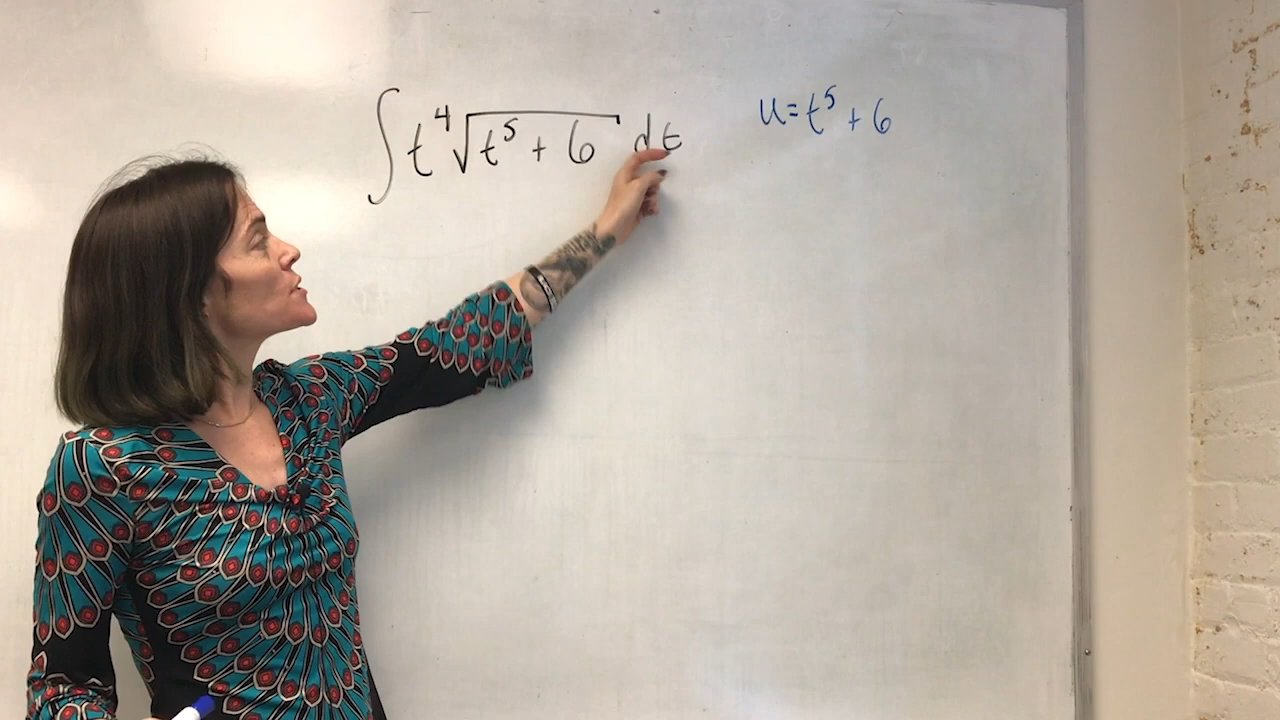 ∫ t⁴ √(t⁵ + 6) dt
u = t⁵ + 6